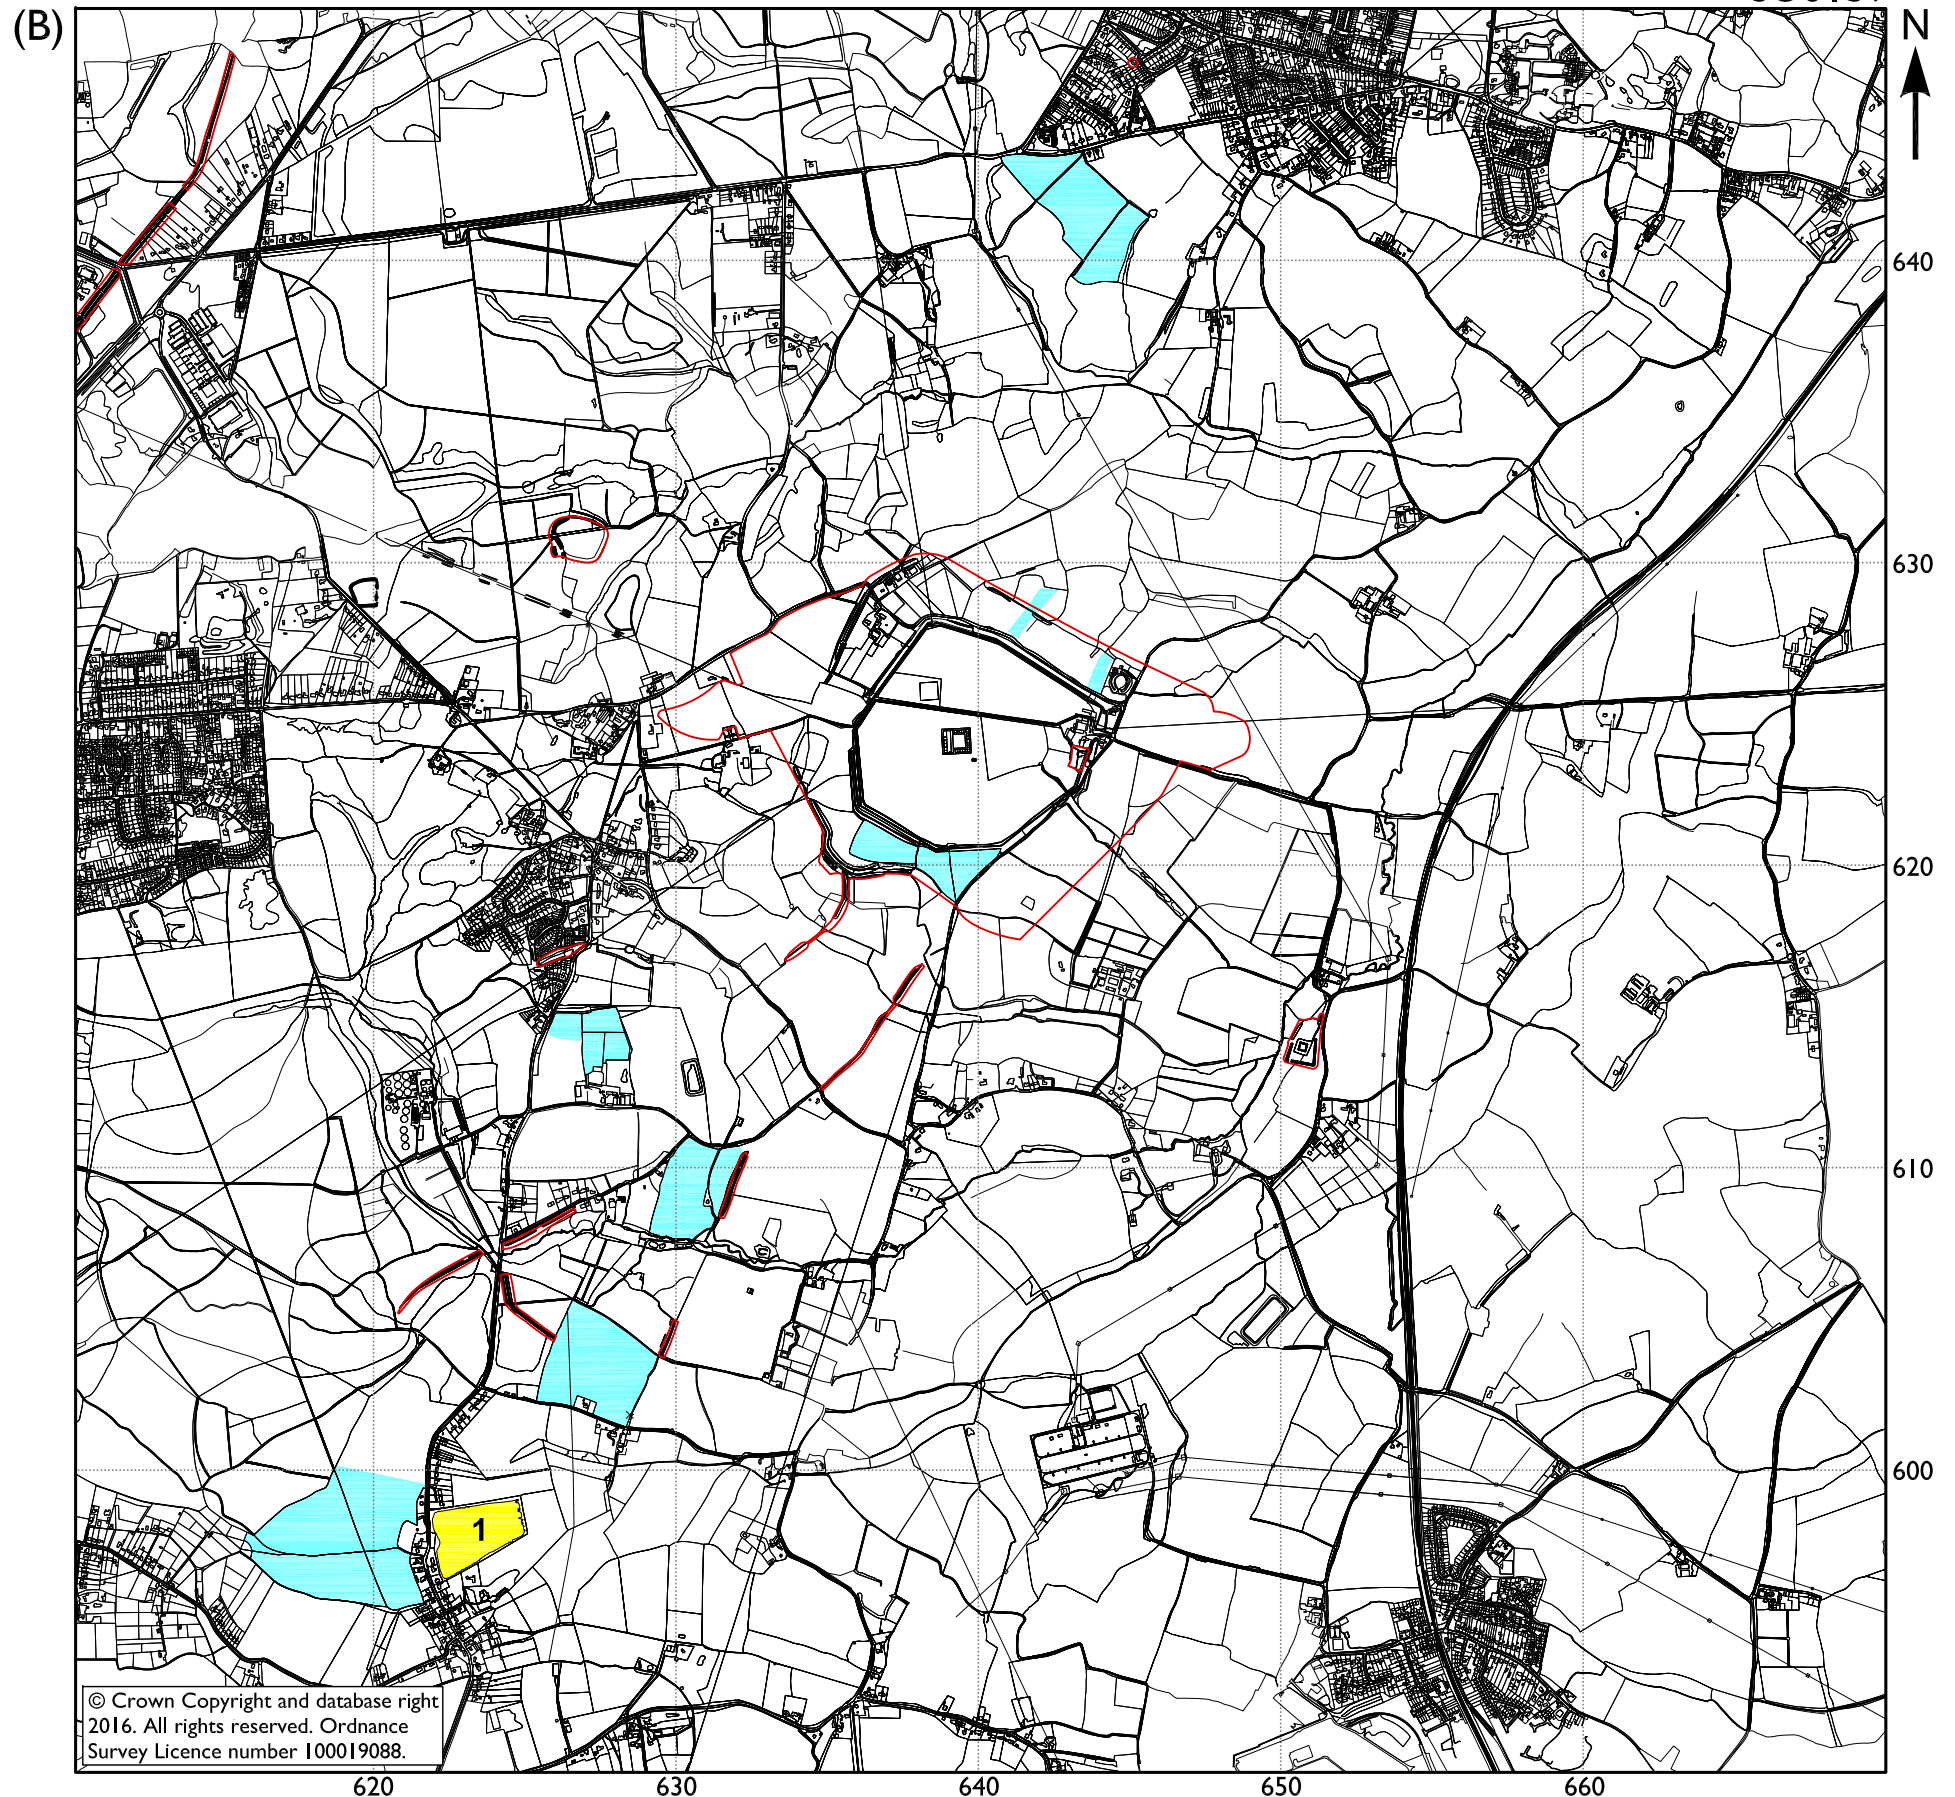 (B)
N
640
630
620
610
600
1
© Crown Copyright and database right
2016. All rights reserved. Ordnance
Survey Licence number 100019088.
620 630 640 650 660